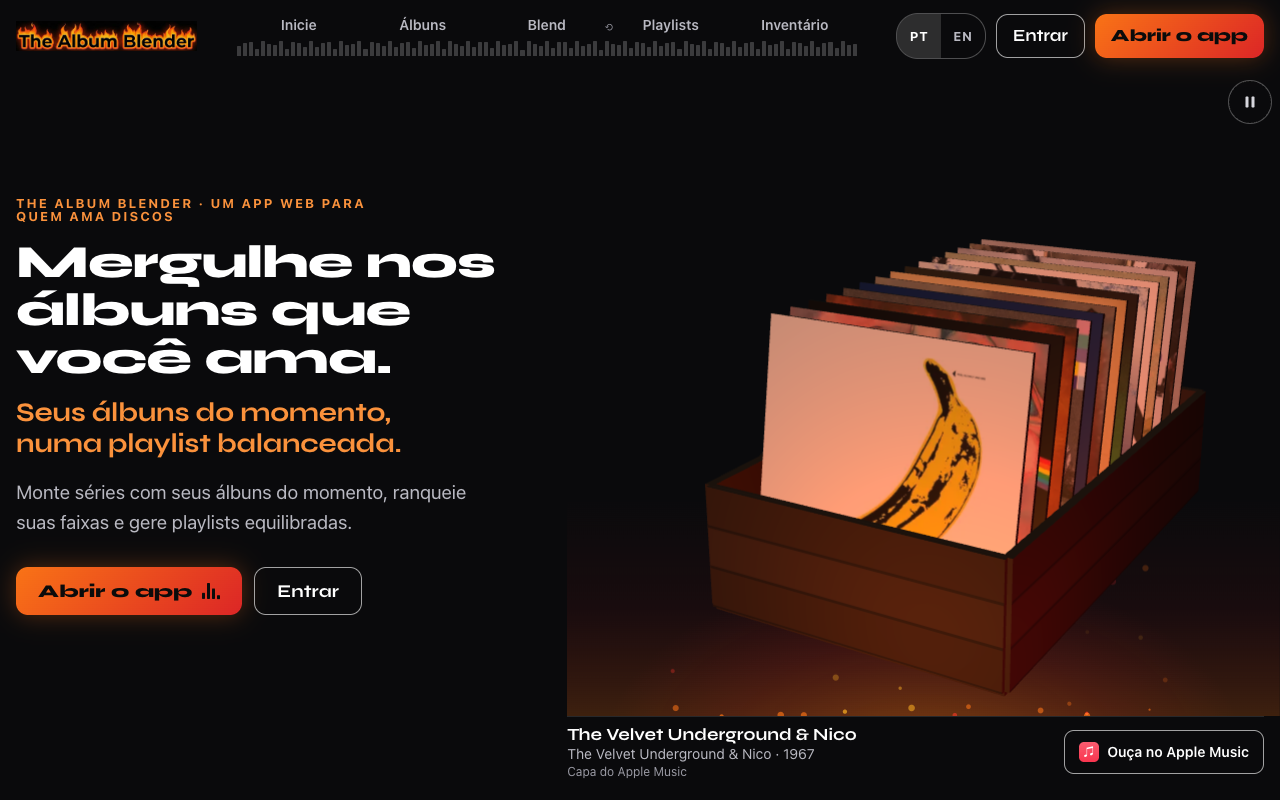 The Album Blender
Inicie
Álbuns
Blend
Playlists
Inventário
PT
EN
Entrar
Abrir o app
THE ALBUM BLENDER · UM APP WEB PARA
QUEM AMA DISCOS
Mergulhe nos
álbuns que
você ama.
Seus álbuns do momento,
numa playlist balanceada.
Monte séries com seus álbuns do momento, ranqueie
suas faixas e gere playlists equilibradas.
Abrir o app
Entrar
The Velvet Underground & Nico
The Velvet Underground & Nico · 1967
Capa do Apple Music
Ouça no Apple Music